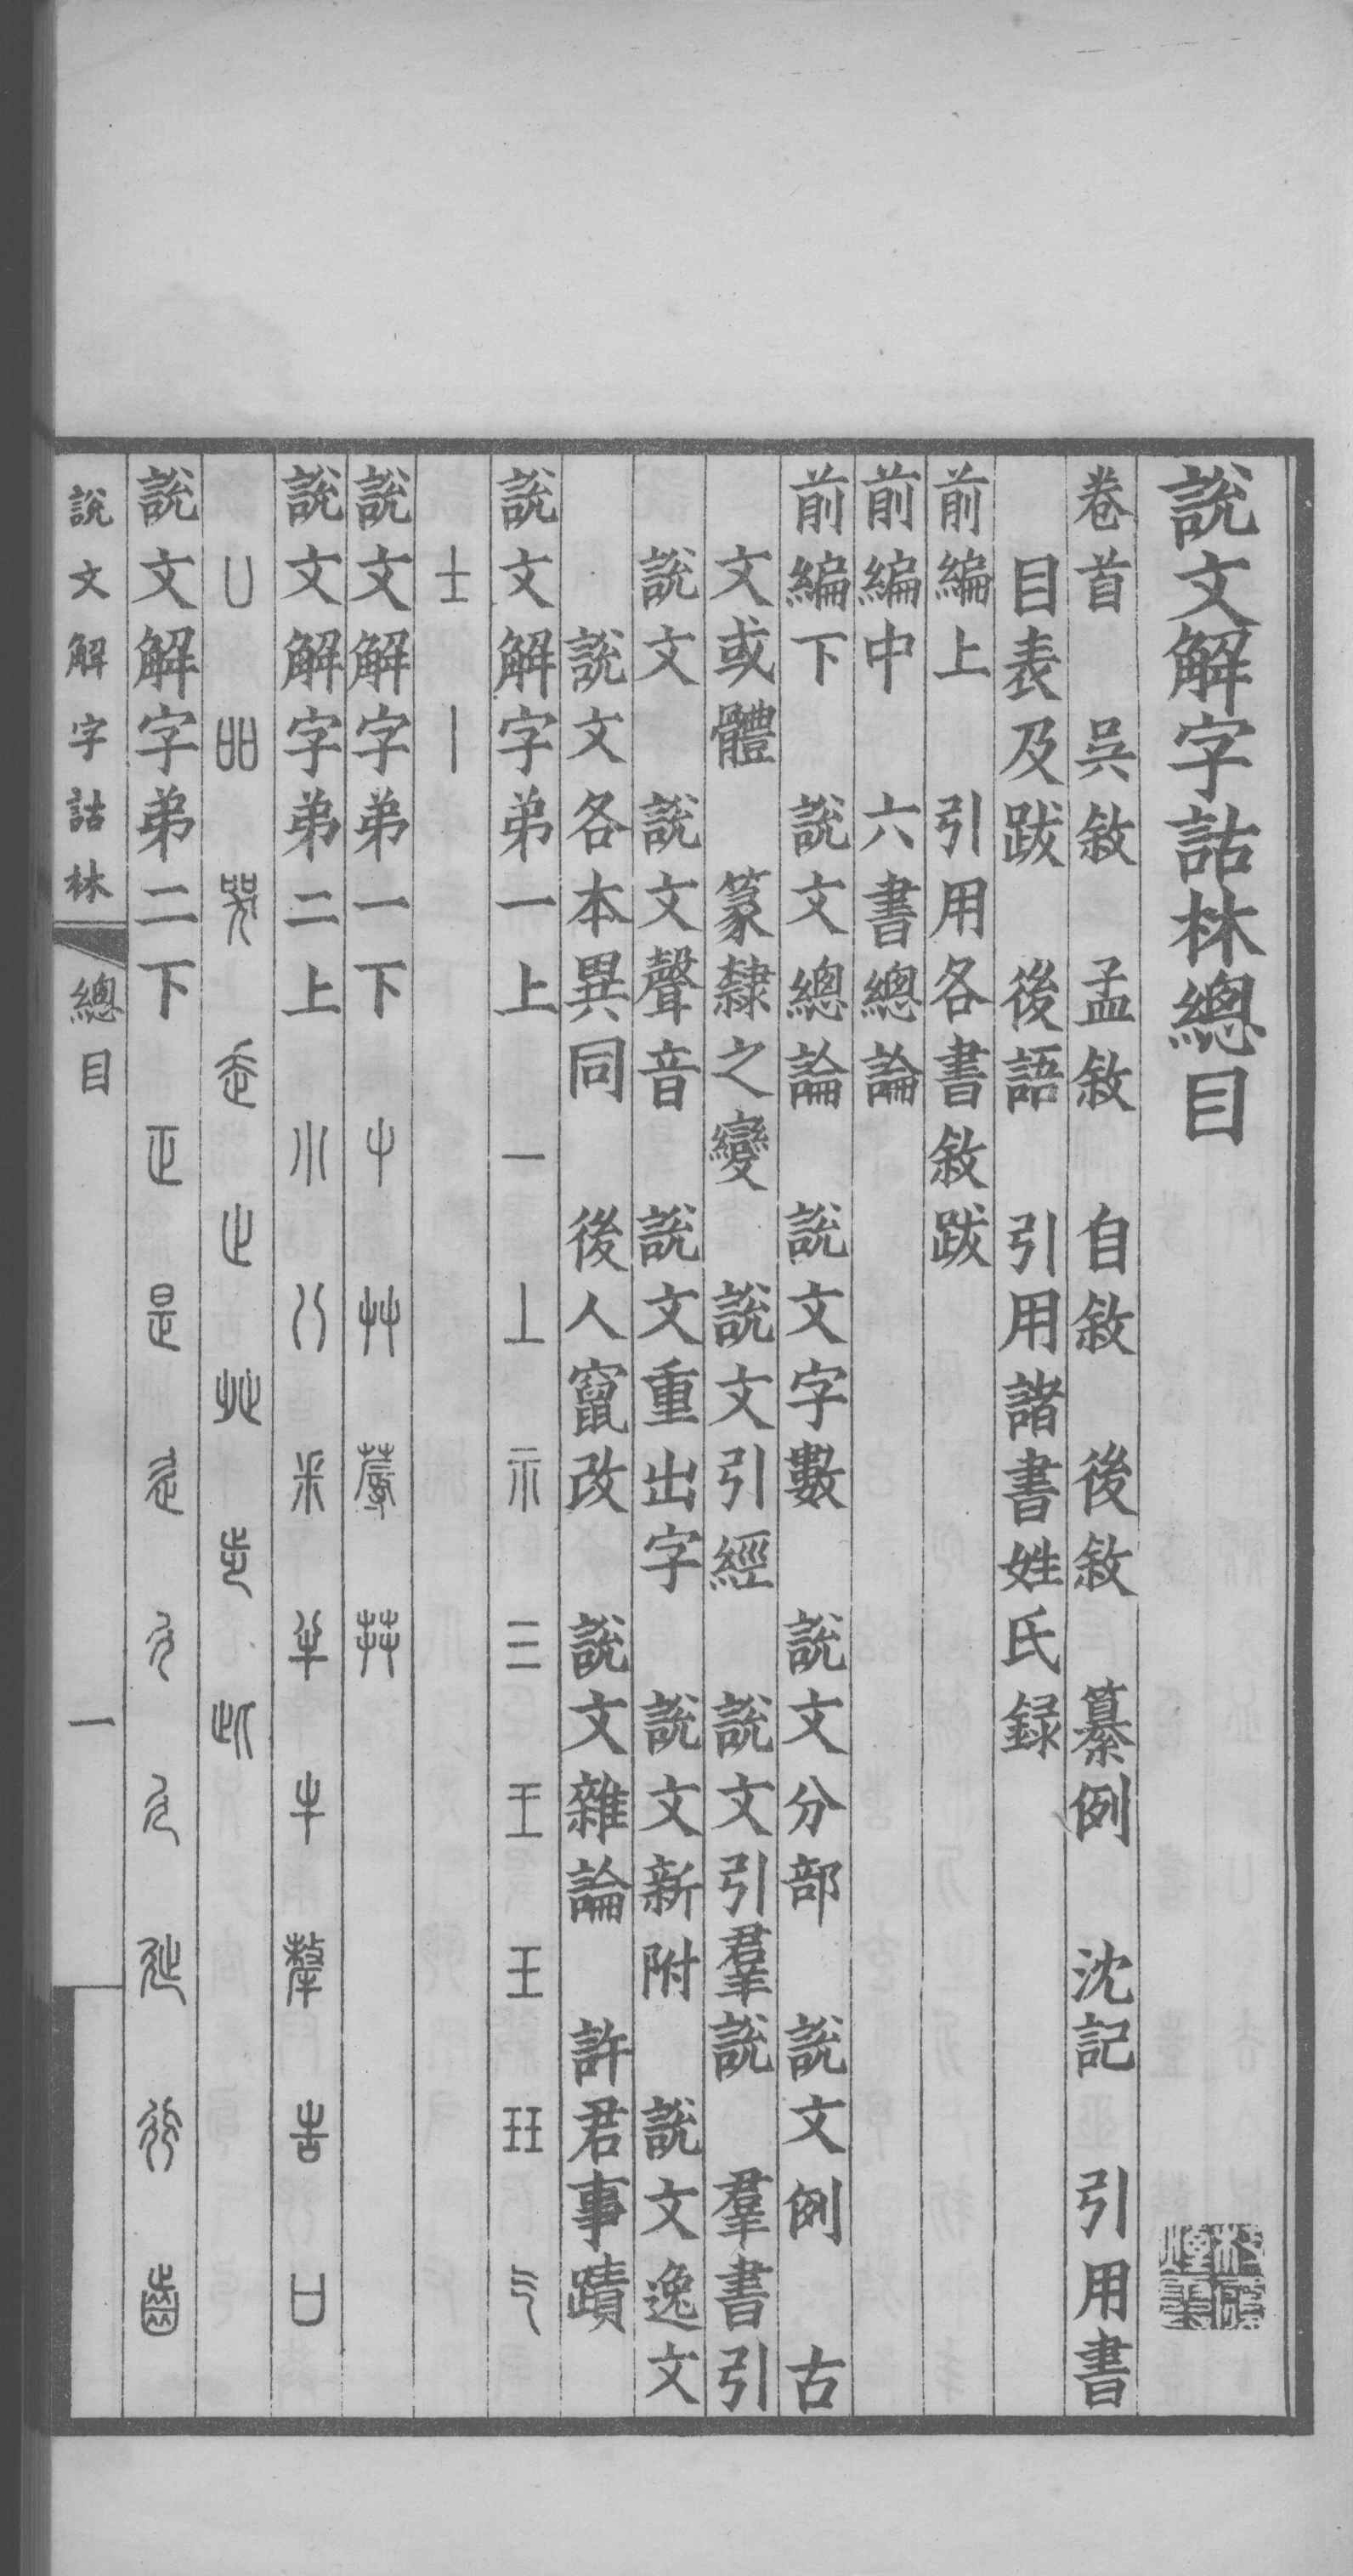 說文解字詁林總目
卷首 吳敘 孟敘 自敘 後敘 纂例 沈記 引用書
目表及跋 後語 引用諸書姓氏録
前編上 引用各書敘跋
前編中 六書總論
前編下 說文總論 說文字數 說文分部 說文例 古
文或體 篆隸之變 說文引經 說文引羣說 羣書引
說文 說文聲音 說文重出字 說文新附 說文逸文
說文各本異同 後人竄改 說文雜論 許君事蹟
說文解字弟一上 一 丄 示 三 王 玉 玨 气
士 丨
說文解字弟一下 屮 艸 蓐 茻
說文解字弟二上 小 八 釆 半 牛 犛 告 口
凵 吅 哭 走 止 癶 步 此
說文解字弟二下 正 是 辵 彳 廴 㢟 行 齒
說文解字詁林 總目 一